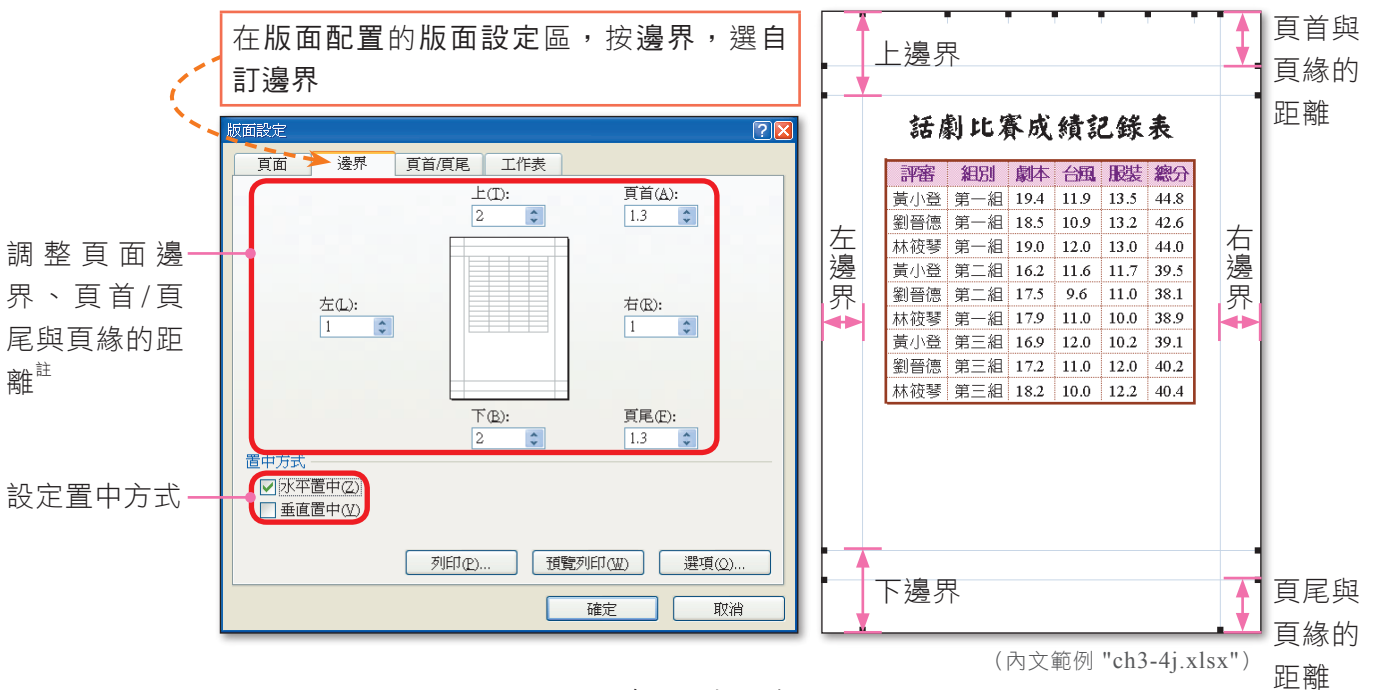 在版面配置的版面設定區，按邊界，選自
訂邊界
版面設定
頁面
邊界
頁首/頁尾
工作表
上(T):
2
頁首(A):
1.3
左(L):
1
右(R):
1
下(B):
2
頁尾(F):
1.3
置中方式
水平置中(Z)
垂直置中(V)
列印(P)...
預覽列印(W)
選項(O)...
確定
取消
調整頁面邊
界、頁首/頁
尾與頁緣的距
離註
設定置中方式
上邊界
頁首與
頁緣的
距離
話劇比賽成績記錄表
評審 組別 劇本 台風 服裝 總分
黃小登 第一組 19.4 11.9 13.5 44.8
劉晉德 第一組 18.5 10.9 13.2 42.6
林筱琴 第一組 19.0 12.0 13.0 44.0
黃小登 第二組 16.2 11.6 11.7 39.5
劉晉德 第二組 17.5 9.6 11.0 38.1
林筱琴 第一組 17.9 11.0 10.0 38.9
黃小登 第三組 16.9 12.0 10.2 39.1
劉晉德 第三組 17.2 11.0 12.0 40.2
林筱琴 第三組 18.2 10.0 12.2 40.4
左邊界
右邊界
下邊界
頁尾與
頁緣的
距離
（內文範例 "ch3-4j.xlsx"）